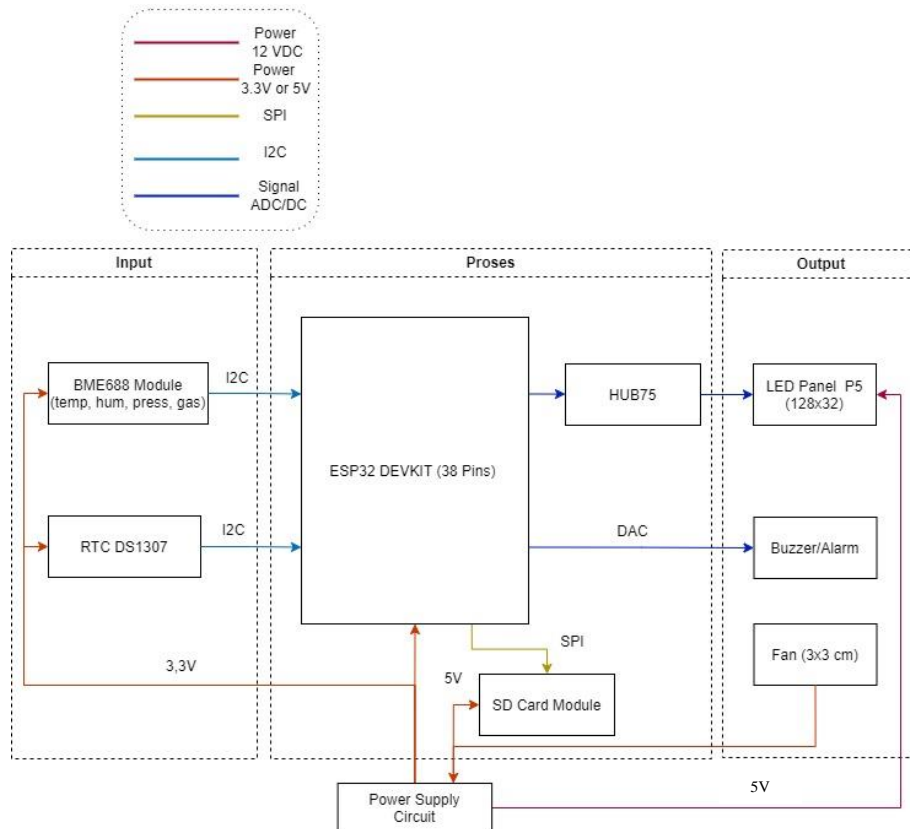 Power
12 VDC
Power
3.3V or 5V
SPI
I2C
Signal
ADC/DC
Input
Proses
Output
BME688 Module
(temp, hum, press, gas)
I2C
ESP32 DEVKIT (38 Pins)
HUB75
LED Panel P5
(128x32)
RTC DS1307
I2C
DAC
Buzzer/Alarm
3,3V
SPI
5V
SD Card Module
Fan (3x3 cm)
Power Supply
Circuit
5V